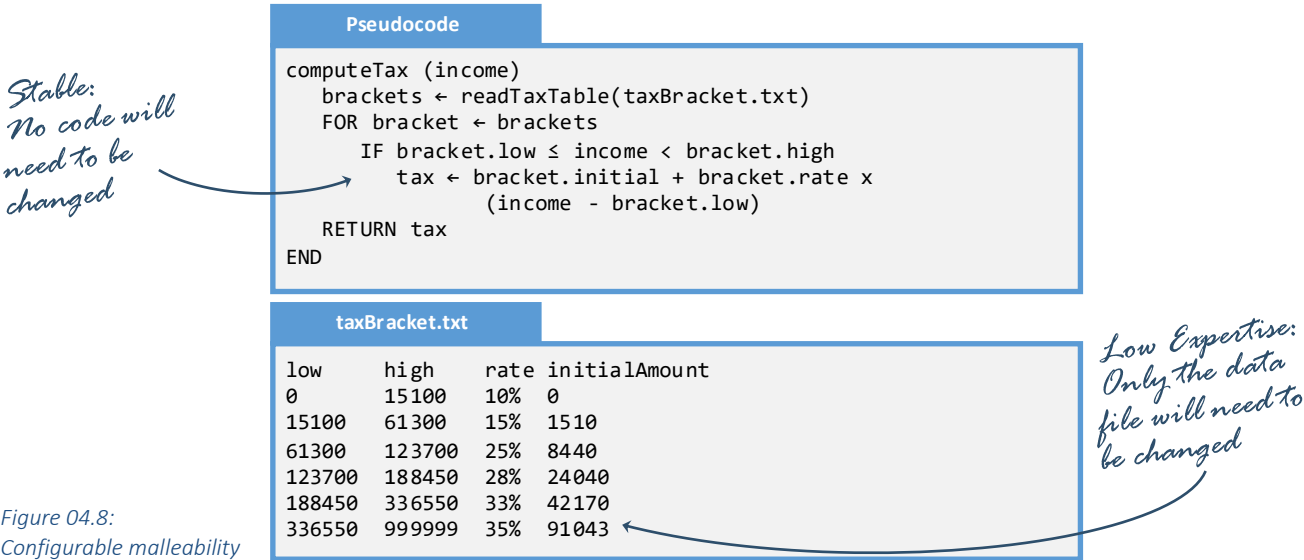 Pseudocode
computeTax (income)
brackets ← readTaxTable(taxBracket.txt)
FOR bracket ← brackets
IF bracket.low ≤ income < bracket.high
tax ← bracket.initial + bracket.rate x
(income - bracket.low)
RETURN tax
END
Stable:
No code will
need to be
changed
taxBracket.txt
low high rate initialAmount
0 15100 10% 0
15100 61300 15% 1510
61300 123700 25% 8440
123700 188450 28% 24040
188450 336550 33% 42170
336550 999999 35% 91043
Low Expertise:
Only the data
file will need to
be changed
Figure 04.8:
Configurable malleability